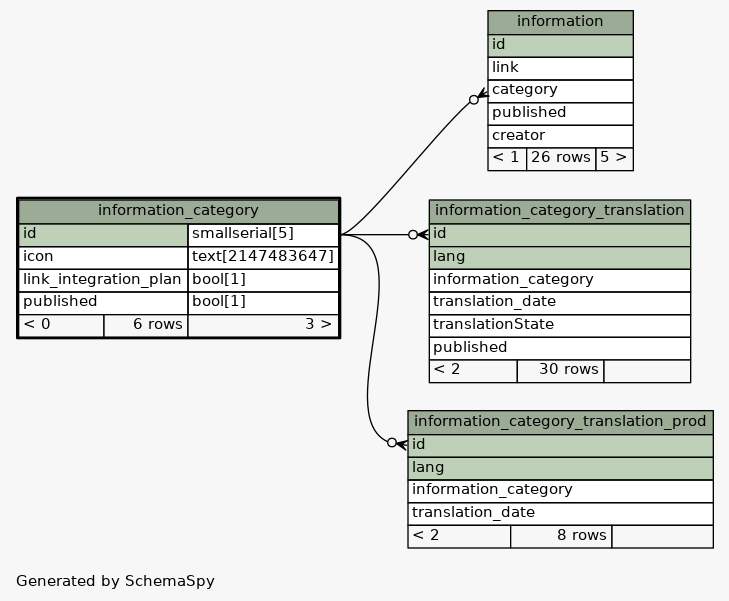 information
id
link
category
published
creator
< 1 26 rows 5 >
information_category
id smallserial[5]
icon text[2147483647]
link_integration_plan bool[1]
published bool[1]
< 0 6 rows 3 >
information_category_translation
id
lang
information_category
translation_date
translationState
published
< 2 30 rows
information_category_translation_prod
id
lang
information_category
translation_date
< 2 8 rows
Generated by SchemaSpy